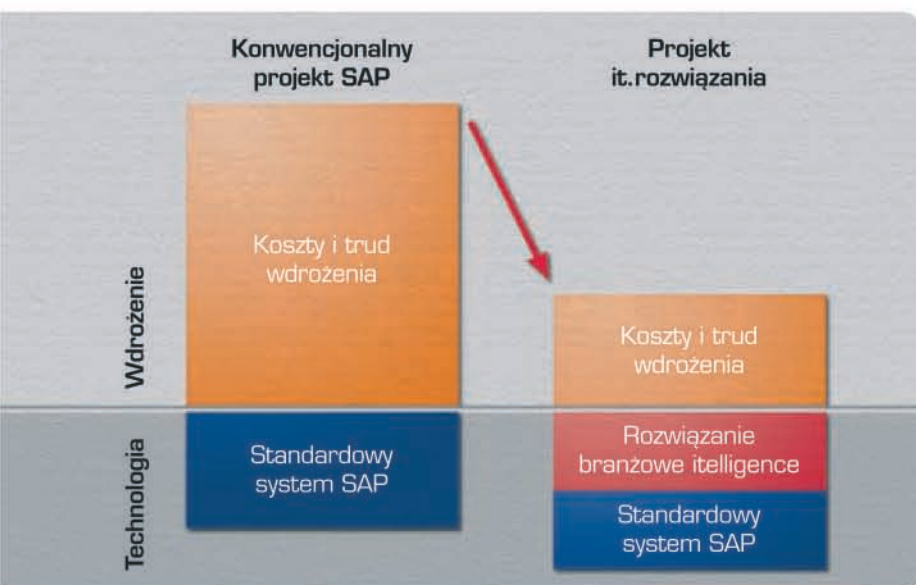 Konwencjonalny
projekt SAP
Projekt
it.rozwiązania
Wdrożenie
Koszty i trud
wdrożenia
Koszty i trud
wdrożenia
Technologia
Standardowy
system SAP
Rozwiązanie
branżowe itelligence
Standardowy
system SAP